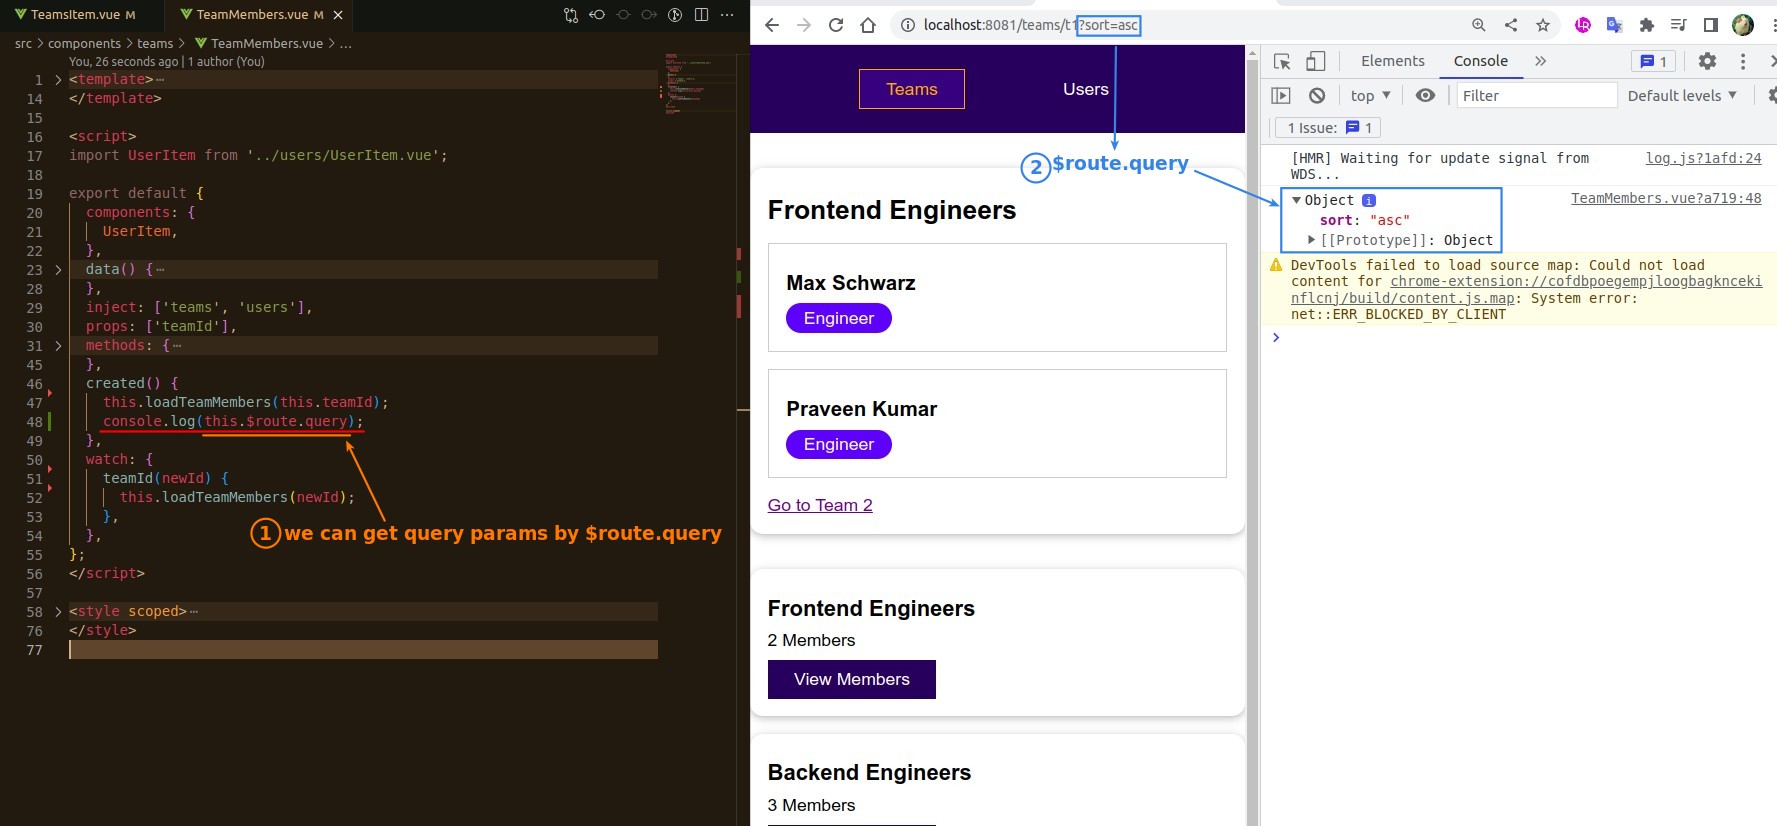 TeamsItem.vue M
TeamMembers.vue M
src > components > teams > TeamMembers.vue > ...
You, 26 seconds ago | 1 author (You)
1 <template>…
14 </template>
15
16 <script>
17 import UserItem from '../users/UserItem.vue';
18
19 export default {
20 components: {
21 UserItem,
22 },
23 data() {…
28 },
29 inject: ['teams', 'users'],
30 props: ['teamId'],
31 methods: {…
45 },
46 created() {
47 this.loadTeamMembers(this.teamId);
48 console.log(this.$route.query);
49 },
50 watch: {
51 teamId(newId) {
52 this.loadTeamMembers(newId);
53 },
54 },
55 };
56 </script>
57
58 <style scoped>…
76 </style>
77
1 we can get query params by $route.query
localhost:8081/teams/t1?sort=asc
Teams
Users
2 $route.query
Frontend Engineers
Max Schwarz
Engineer
Praveen Kumar
Engineer
Go to Team 2
Frontend Engineers
2 Members
View Members
Backend Engineers
3 Members
Elements
Console
»
1
top
Filter
Default levels
1 Issue: 1
[HMR] Waiting for update signal from WDS... log.js?1afd:24
Object i TeamMembers.vue?a719:48
sort: "asc"
[[Prototype]]: Object
DevTools failed to load source map: Could not load
content for chrome-extension://cofdbpoegempjloogbagknceki
nflcnj/build/content.js.map: System error:
net::ERR_BLOCKED_BY_CLIENT
>